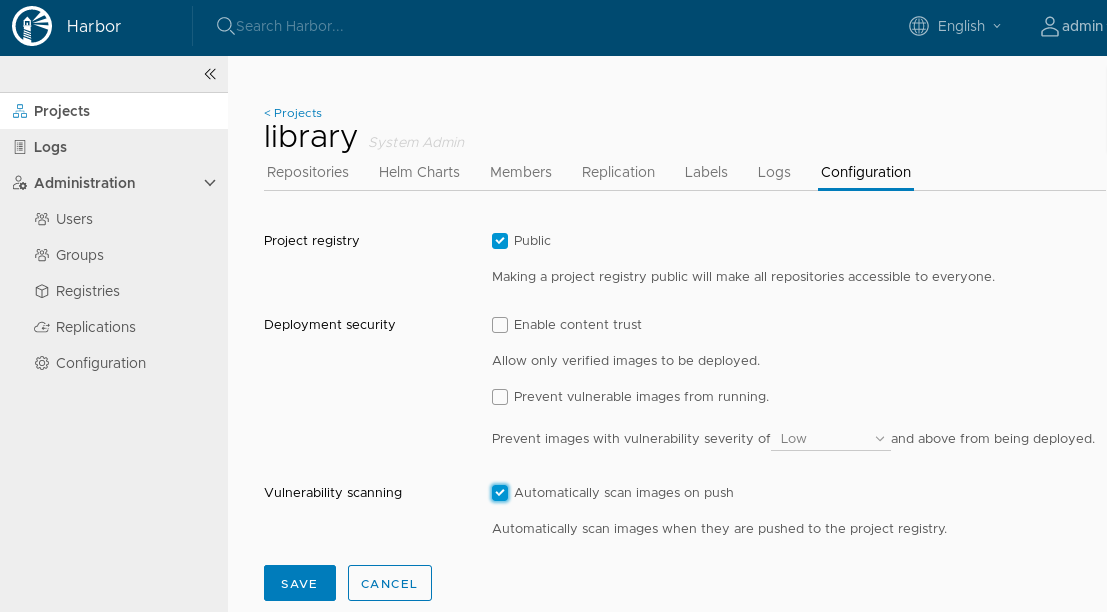 Harbor
Search Harbor...
English
admin
Projects
Logs
Administration
Users
Groups
Registries
Replications
Configuration
< Projects
library System Admin
Repositories Helm Charts Members Replication Labels Logs Configuration
Project registry Public
Making a project registry public will make all repositories accessible to everyone.
Deployment security Enable content trust
Allow only verified images to be deployed.
Prevent vulnerable images from running.
Prevent images with vulnerability severity of Low and above from being deployed.
Vulnerability scanning Automatically scan images on push
Automatically scan images when they are pushed to the project registry.
SAVE CANCEL